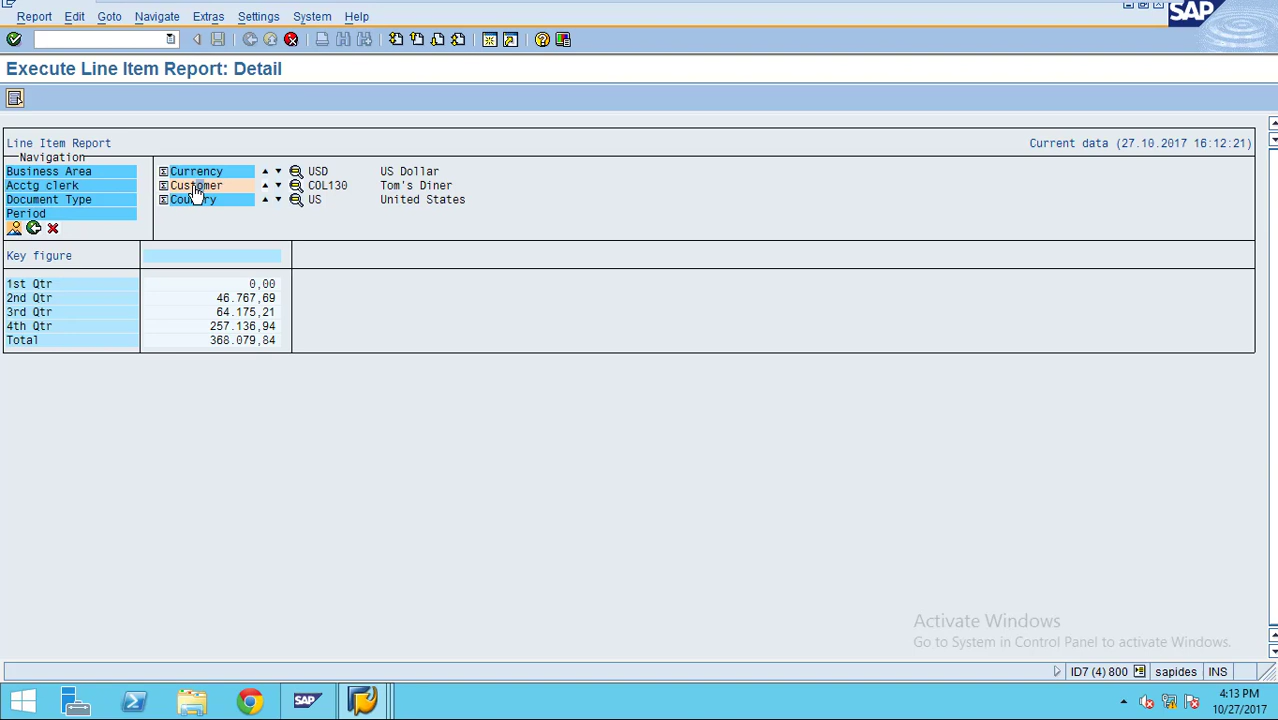 Report Edit Goto Navigate Extras Settings System Help
SAP
Execute Line Item Report: Detail
Line Item Report Current data (27.10.2017 16:12:21)
Navigation
Business Area Currency USD US Dollar
Acctg clerk Customer COL130 Tom's Diner
Document Type Country US United States
Period
Key figure
1st Qtr 0,00
2nd Qtr 46.767,69
3rd Qtr 64.175,21
4th Qtr 257.136,94
Total 368.079,84
Activate Windows
Go to System in Control Panel to activate Windows.
ID7 (4) 800 sapides INS
SAP
4:13 PM
10/27/2017